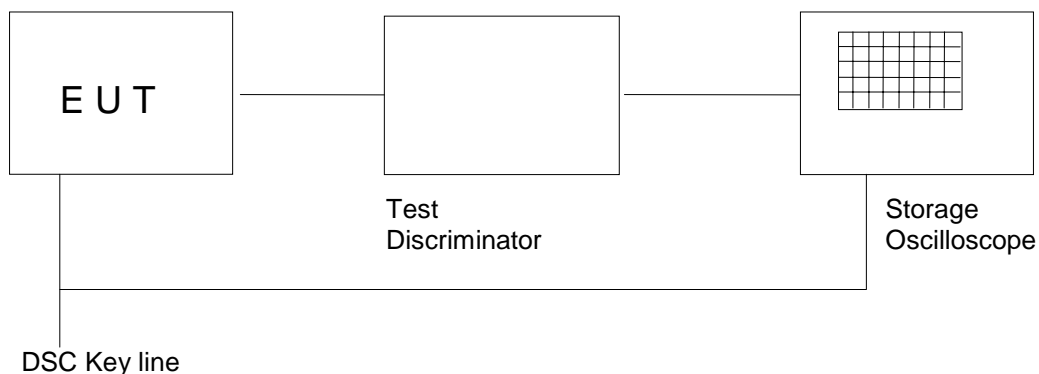 E U T
Test
Discriminator
Storage
Oscilloscope
DSC Key line